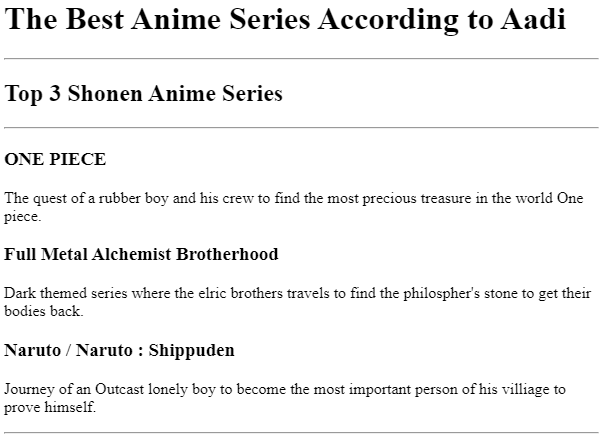 The Best Anime Series According to Aadi
Top 3 Shonen Anime Series
ONE PIECE
The quest of a rubber boy and his crew to find the most precious treasure in the world One
piece.
Full Metal Alchemist Brotherhood
Dark themed series where the elric brothers travels to find the philospher's stone to get their
bodies back.
Naruto / Naruto : Shippuden
Journey of an Outcast lonely boy to become the most important person of his villiage to
prove himself.